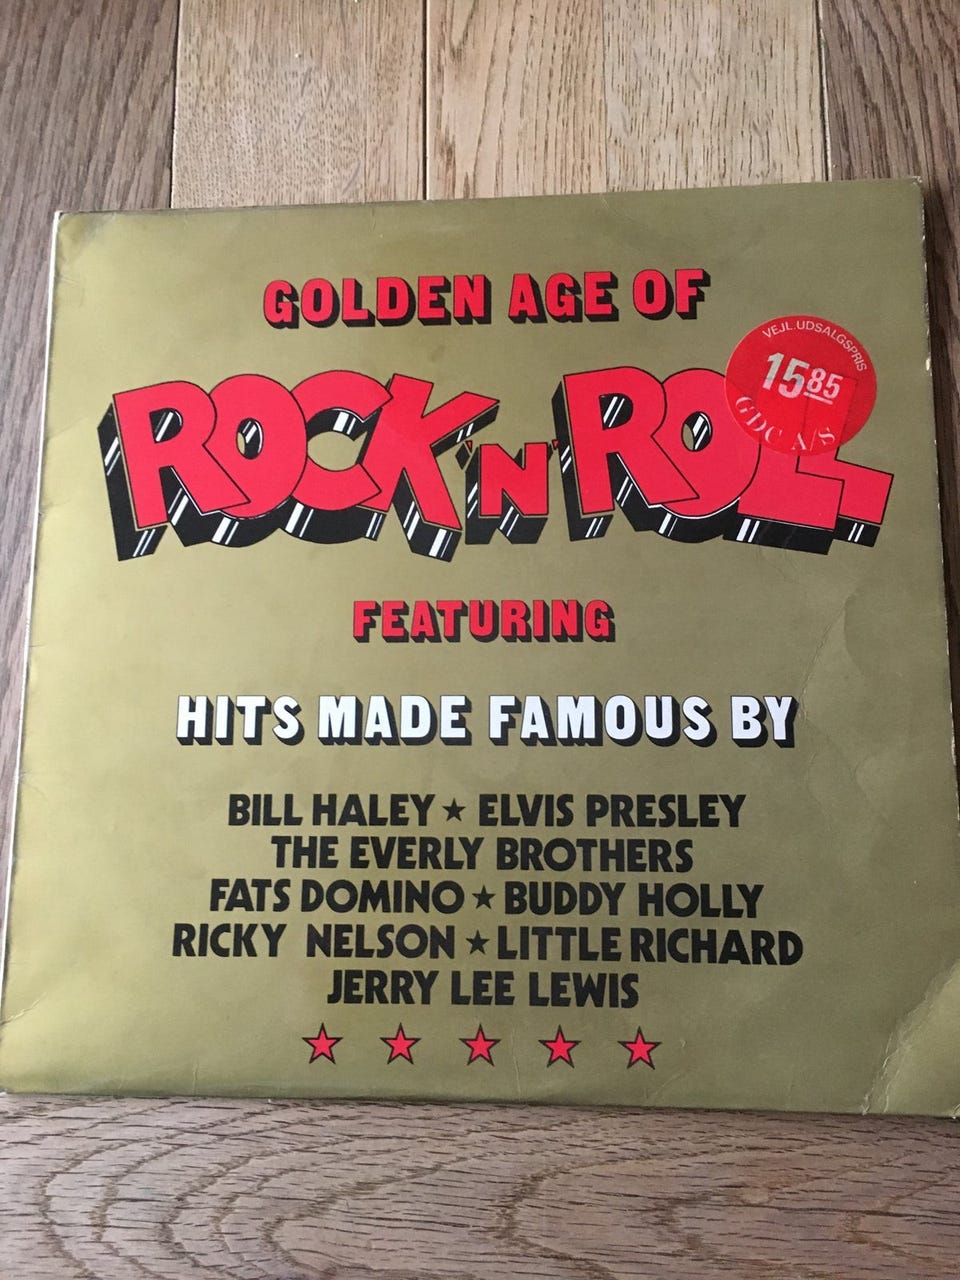 GOLDEN AGE OF
ROCK 'N' ROLL
VEJL. UDSALGSPRIS
15 85
GDC A/S
FEATURING
HITS MADE FAMOUS BY
BILL HALEY ★ ELVIS PRESLEY
THE EVERLY BROTHERS
FATS DOMINO ★ BUDDY HOLLY
RICKY NELSON ★ LITTLE RICHARD
JERRY LEE LEWIS